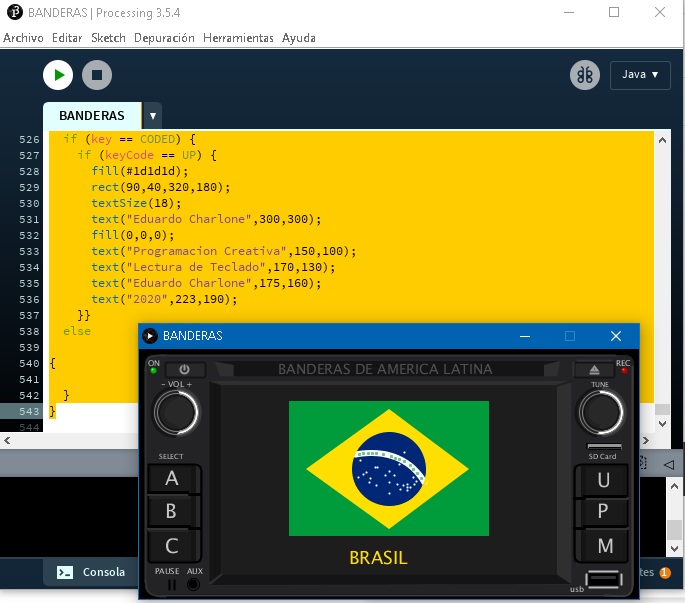 BANDERAS | Processing 3.5.4
Archivo Editar Sketch Depuración Herramientas Ayuda
Java ▾
BANDERAS ▾
526 if (key == CODED) {
527 if (keyCode == UP) {
528 fill(#1d1d1d);
529 rect(90,40,320,180);
530 textSize(18);
531 text("Eduardo Charlone",300,300);
532 fill(0,0,0);
533 text("Programacion Creativa",150,100);
534 text("Lectura de Teclado",170,130);
535 text("Eduardo Charlone",175,160);
536 text("2020",223,190);
537 }}
538 else
539
540 {
541
542 }
543 }
544
BANDERAS
ON
BANDERAS DE AMERICA LATINA
REC
- VOL +
TUNE
SELECT
SD Card
A
B
C
U
P
M
BRASIL
PAUSE AUX
usb
>_ Consola
tes 1